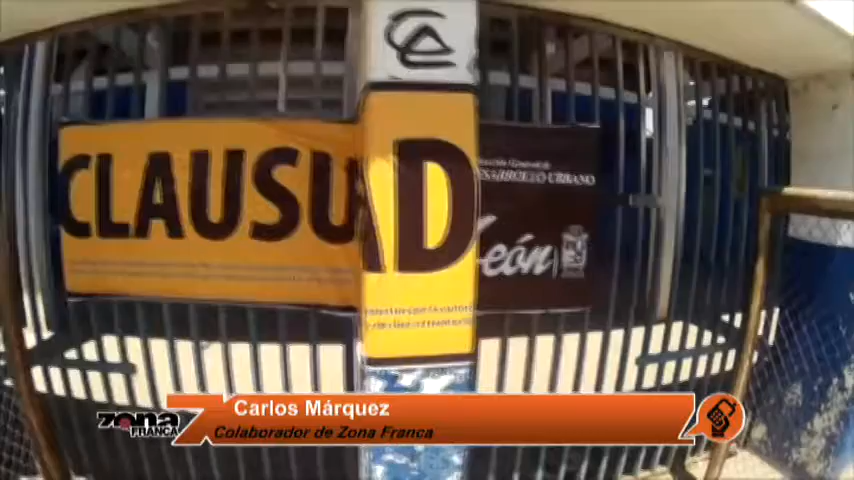 CLAUSUAD
DESARROLLO URBANO
León
Carlos Márquez
Colaborador de Zona Franca
ZONA
FRANCA